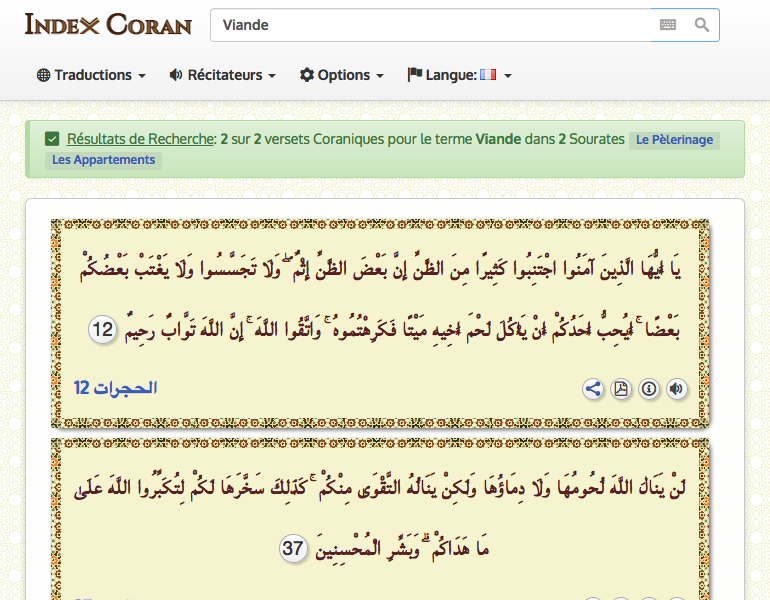 Index Coran
Viande
Traductions Récitateurs Options Langue:
Résultats de Recherche: 2 sur 2 versets Coraniques pour le terme Viande dans 2 Sourates Le Pèlerinage
Les Appartements
يَا أَيُّهَا الَّذِينَ آمَنُوا اجْتَنِبُوا كَثِيرًا مِنَ الظَّنِّ إِنَّ بَعْضَ الظَّنِّ إِثْمٌ ۖ وَلَا تَجَسَّسُوا وَلَا يَغْتَبْ بَعْضُكُمْ
بَعْضًا ۚ أَيُحِبُّ أَحَدُكُمْ أَنْ يَأْكُلَ لَحْمَ أَخِيهِ مَيْتًا فَكَرِهْتُمُوهُ ۚ وَاتَّقُوا اللَّهَ ۚ إِنَّ اللَّهَ تَوَّابٌ رَحِيمٌ 12
الحجرات 12
لَنْ يَنَالَ اللَّهَ لُحُومُهَا وَلَا دِمَاؤُهَا وَلَكِنْ يَنَالُهُ التَّقْوَى مِنْكُمْ ۚ كَذَلِكَ سَخَّرَهَا لَكُمْ لِتُكَبِّرُوا اللَّهَ عَلَى
مَا هَدَاكُمْ ۗ وَبَشِّرِ الْمُحْسِنِينَ 37